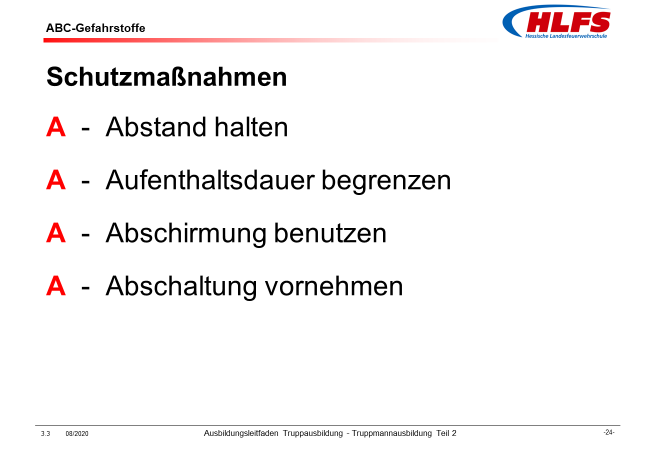 ABC-Gefahrstoffe
HLFS
Hessische Landesfeuerwehrschule
Schutzmaßnahmen
A - Abstand halten
A - Aufenthaltsdauer begrenzen
A - Abschirmung benutzen
A - Abschaltung vornehmen
3.3 08/2020 Ausbildungsleitfaden Truppausbildung - Truppmannausbildung Teil 2 -24-